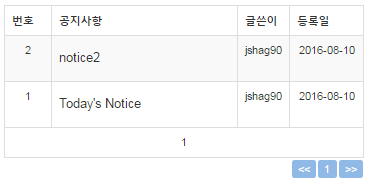 번호 공지사항 글쓴이 등록일
2 notice2 jshag90 2016-08-10
1 Today's Notice jshag90 2016-08-10
1
<< 1 >>